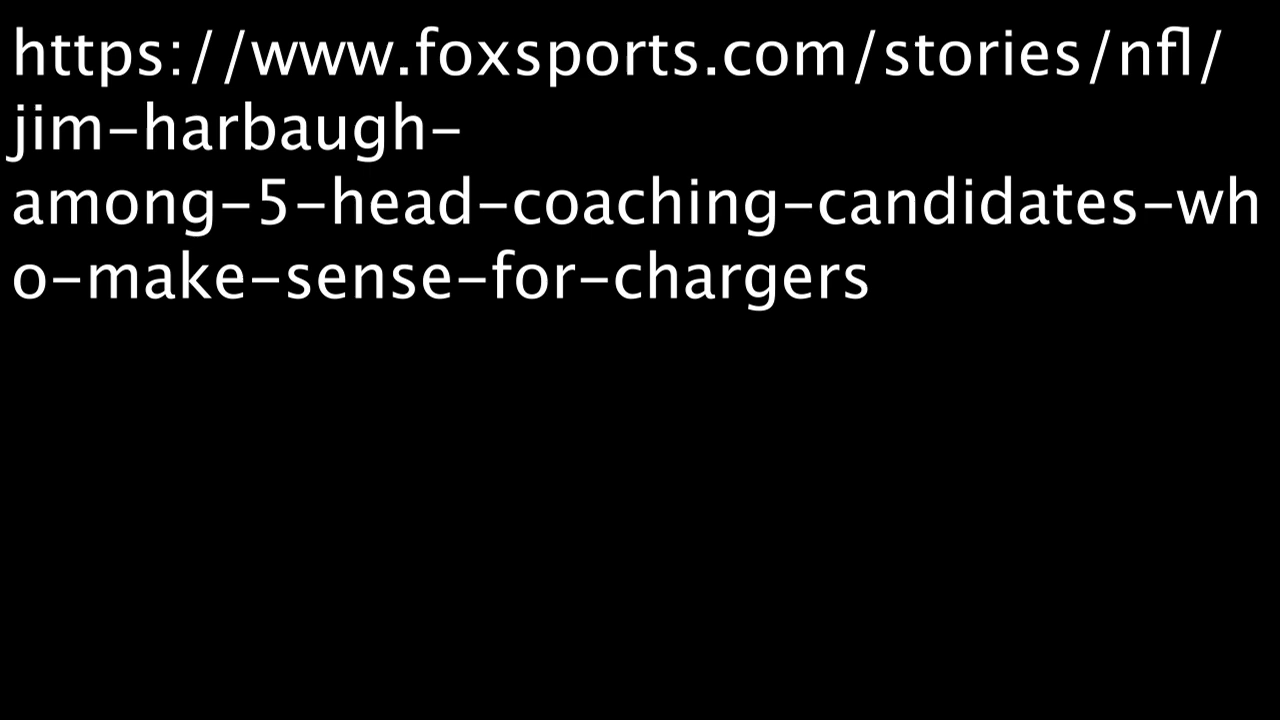 https://www.foxsports.com/stories/nfl/
jim-harbaugh-
among-5-head-coaching-candidates-wh
o-make-sense-for-chargers